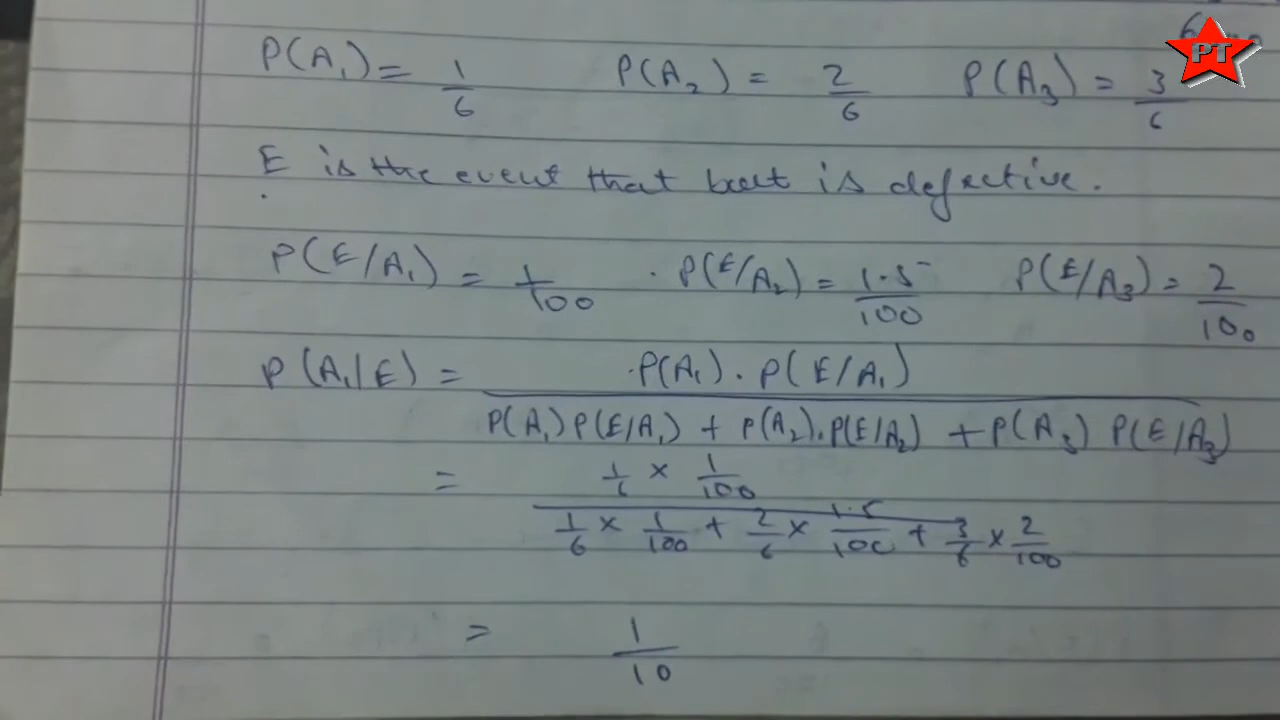 PT
P(A₁) = 1/6 P(A₂) = 2/6 P(A₃) = 3/6
E is the event that bolt is defective.
P(E/A₁) = 1/100 . P(E/A₂) = 1.5/100 P(E/A₃) = 2/100
P(A₁/E) = .P(A₁) . P(E/A₁) / P(A₁) P(E/A₁) + P(A₂).P(E/A₂) + P(A₃) P(E/A₃)
= 1/6 × 1/100 / 1/6 × 1/100 + 2/6 × 1.5/100 + 3/6 × 2/100
= 1/10